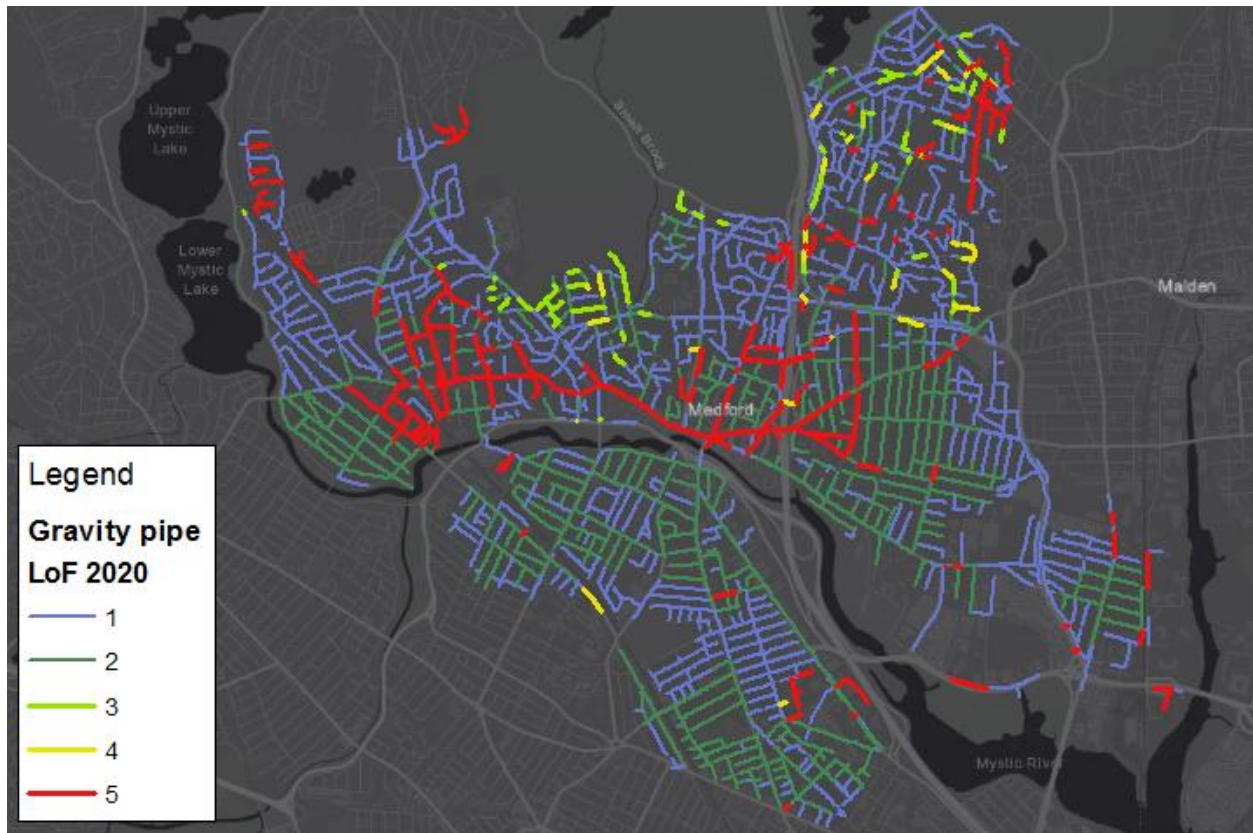 Upper
Mystic
Lake
Lower
Mystic
Lake
Brook
Malden
Medford
Mystic River
Legend
Gravity pipe
LoF 2020
1
2
3
4
5